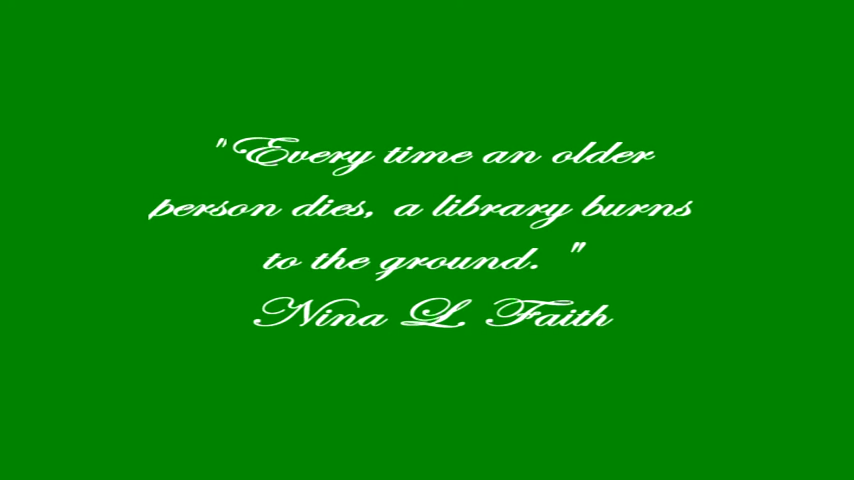 "Every time an older
person dies, a library burns
to the ground. "
Nina L. Faith